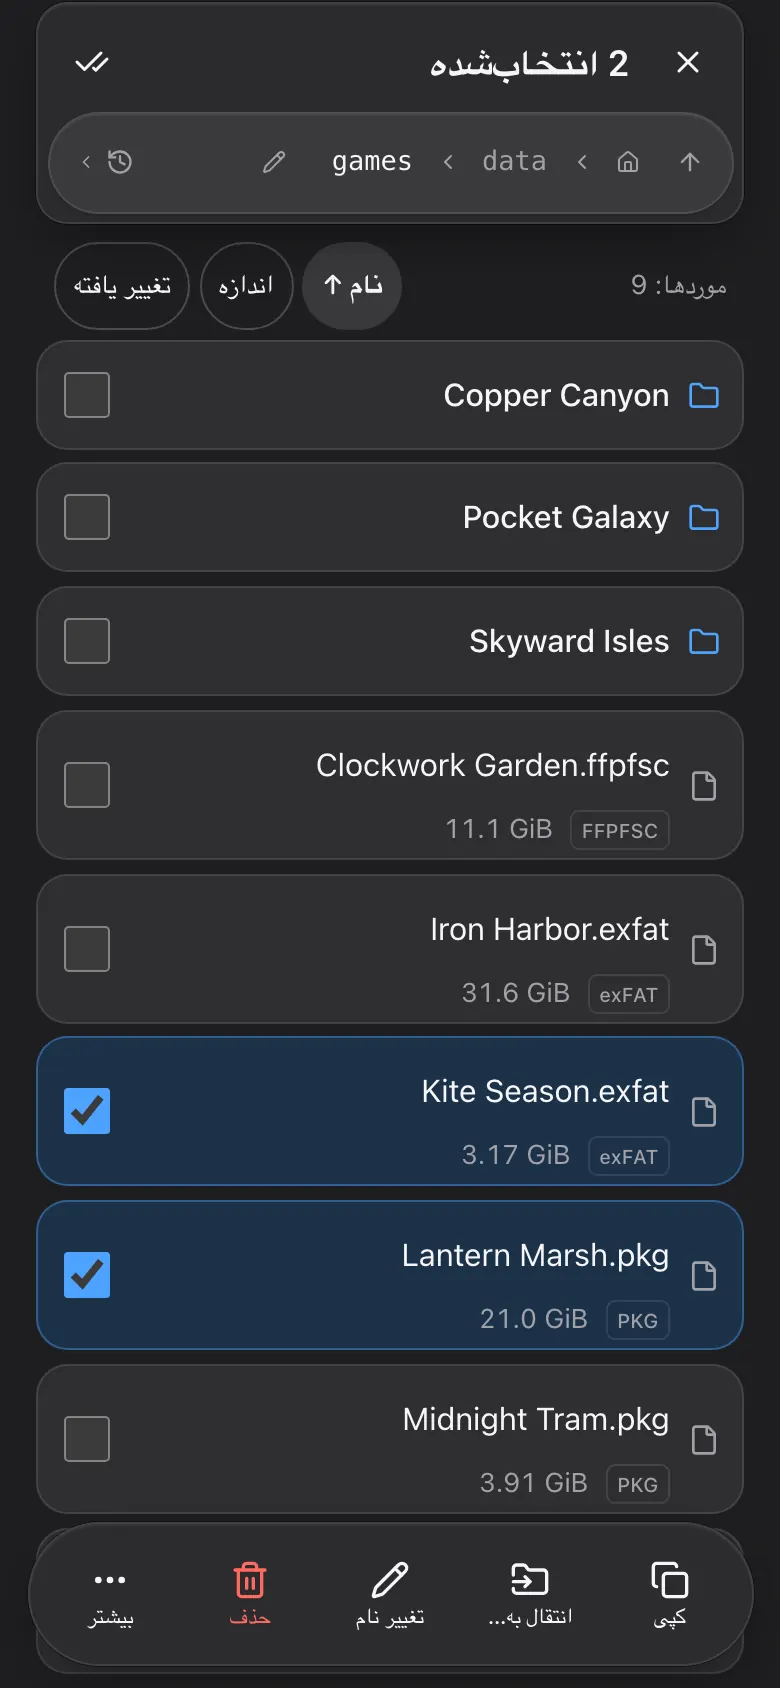 2 انتخاب‌شده
data › games
موردها: 9
نام ↑ اندازه تغییر یافته
Copper Canyon
Pocket Galaxy
Skyward Isles
Clockwork Garden.ffpfsc
FFPFSC 11.1 GiB
Iron Harbor.exfat
exFAT 31.6 GiB
Kite Season.exfat
exFAT 3.17 GiB
Lantern Marsh.pkg
PKG 21.0 GiB
Midnight Tram.pkg
PKG 3.91 GiB
کپی انتقال به... تغییر نام حذف بیشتر